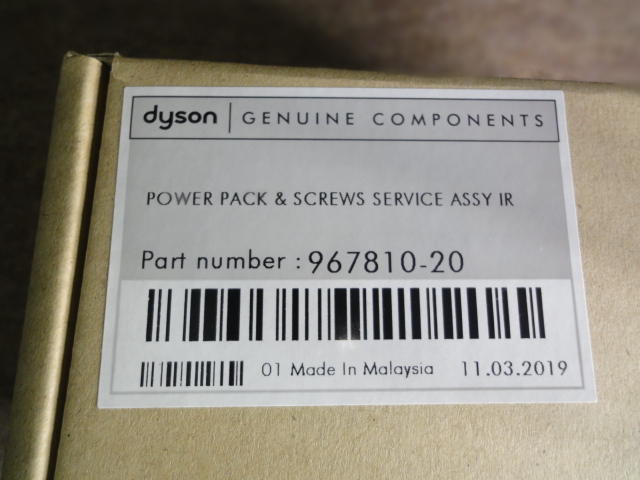 dyson | GENUINE COMPONENTS
POWER PACK & SCREWS SERVICE ASSY IR
Part number : 967810-20
01 Made In Malaysia 11.03.2019